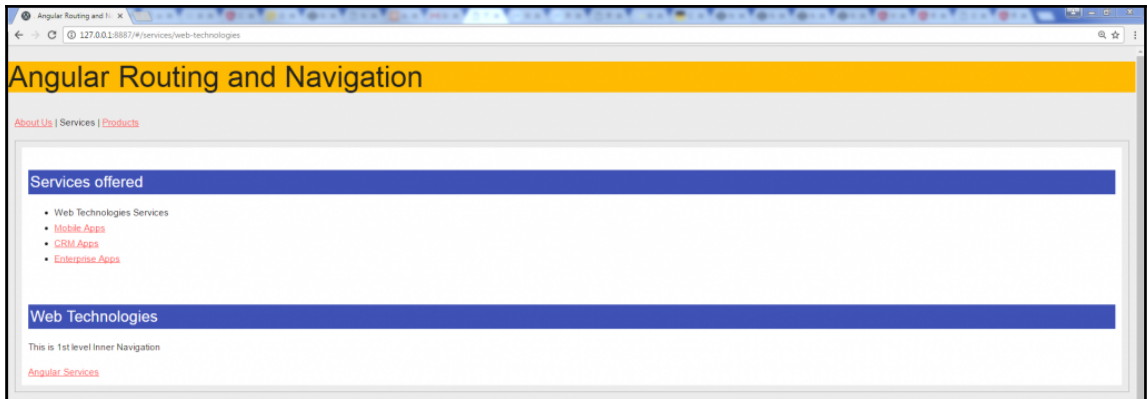 Angular Routing and N
127.0.0.1:8887/#/services/web-technologies
Angular Routing and Navigation
About Us | Services | Products
Services offered
• Web Technologies Services
• Mobile Apps
• CRM Apps
• Enterprise Apps
Web Technologies
This is 1st level Inner Navigation
Angular Services